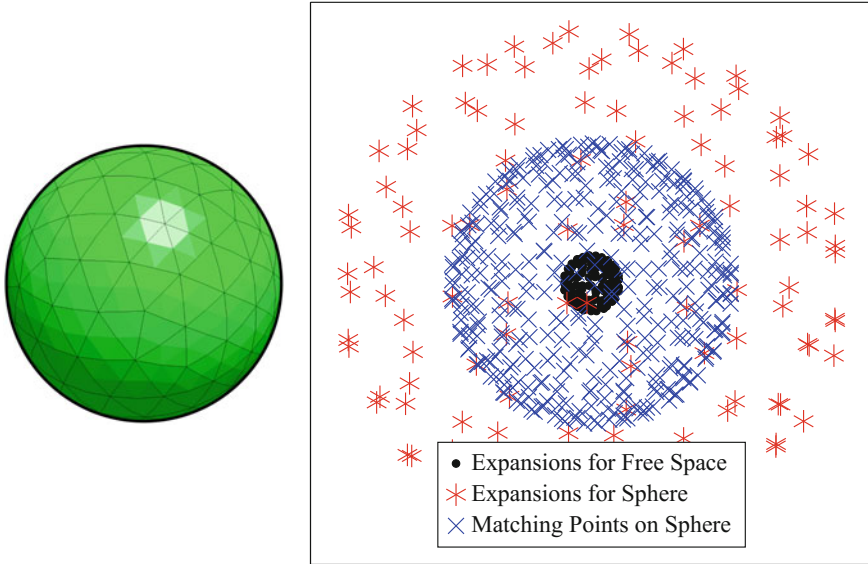 Expansions for Free Space
Expansions for Sphere
Matching Points on Sphere